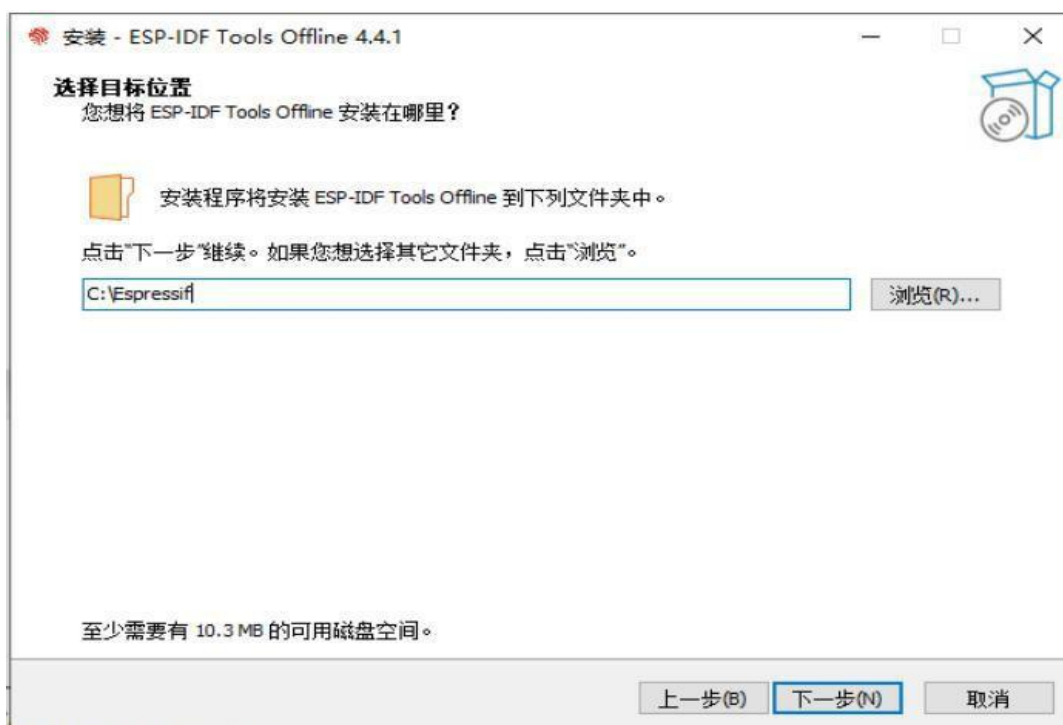 安装 - ESP-IDF Tools Offline 4.4.1
选择目标位置
您想将 ESP-IDF Tools Offline 安装在哪里？
安装程序将安装 ESP-IDF Tools Offline 到下列文件夹中。
点击“下一步”继续。如果您想选择其它文件夹，点击“浏览”。
C:\Espressif
浏览(R)...
至少需要有 10.3 MB 的可用磁盘空间。
上一步(B) 下一步(N) 取消